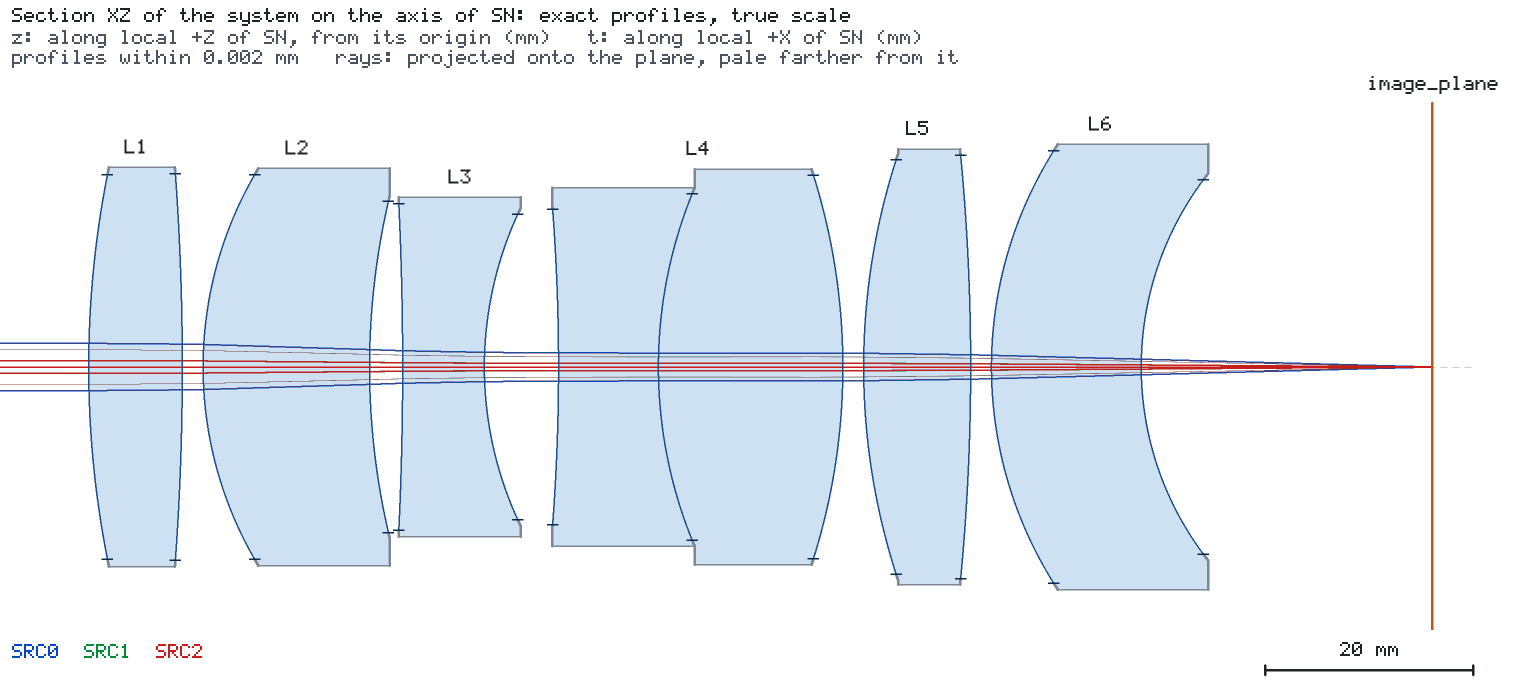 Section XZ of the system on the axis of SN: exact profiles, true scale
z: along local +Z of SN, from its origin (mm)   t: along local +X of SN (mm)
profiles within 0.002 mm   rays: projected onto the plane, pale farther from it
image_plane
L1
L2
L3
L4
L5
L6
SRC0 SRC1 SRC2
20 mm